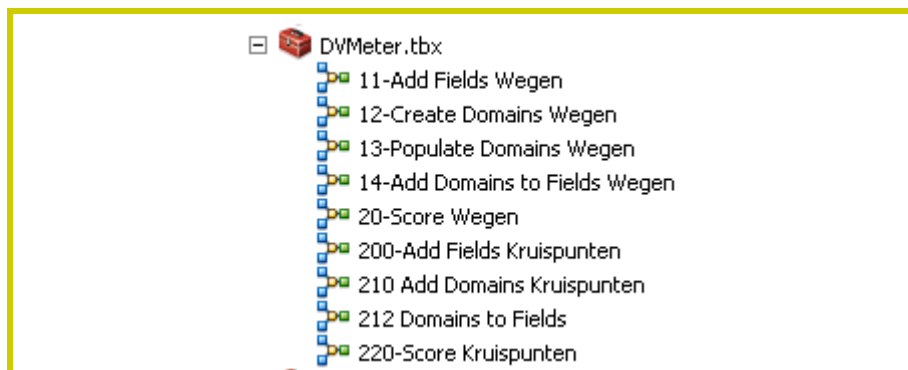 DVMeter.tbx
11-Add Fields Wegen
12-Create Domains Wegen
13-Populate Domains Wegen
14-Add Domains to Fields Wegen
20-Score Wegen
200-Add Fields Kruispunten
210 Add Domains Kruispunten
212 Domains to Fields
220-Score Kruispunten